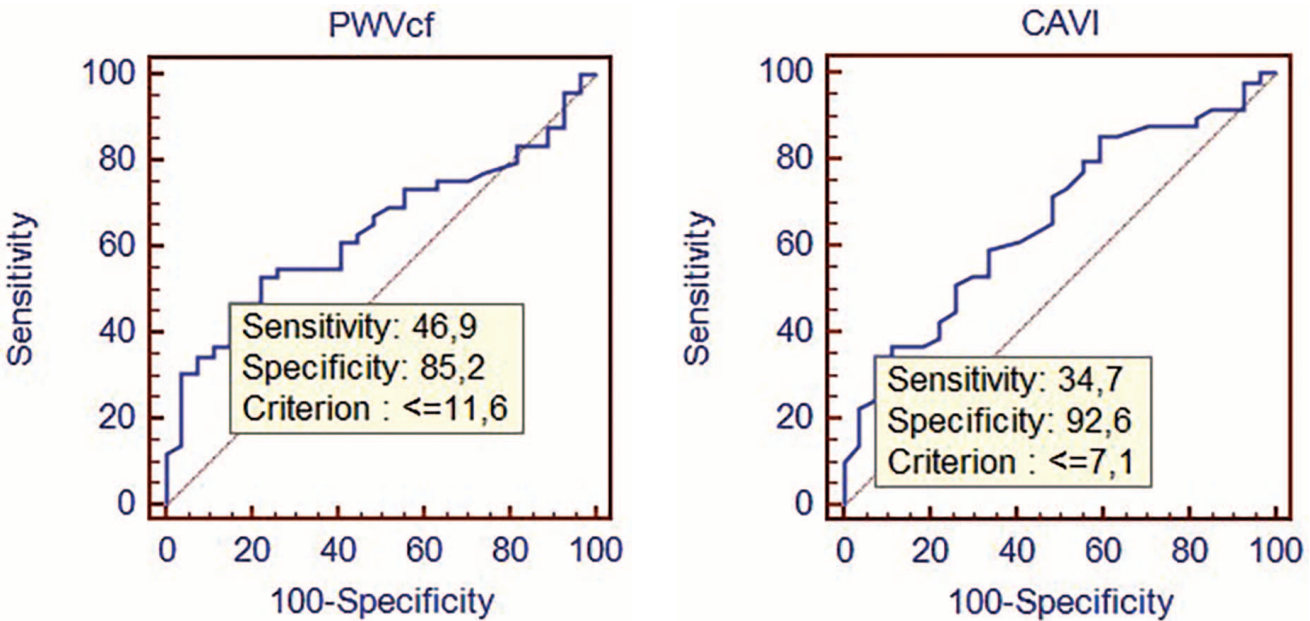 PWVcf
Sensitivity
100
80
60
40
20
0
Sensitivity: 46,9
Specificity: 85,2
Criterion : <=11,6
0 20 40 60 80 100
100-Specificity
CAVI
Sensitivity
100
80
60
40
20
0
Sensitivity: 34,7
Specificity: 92,6
Criterion : <=7,1
0 20 40 60 80 100
100-Specificity